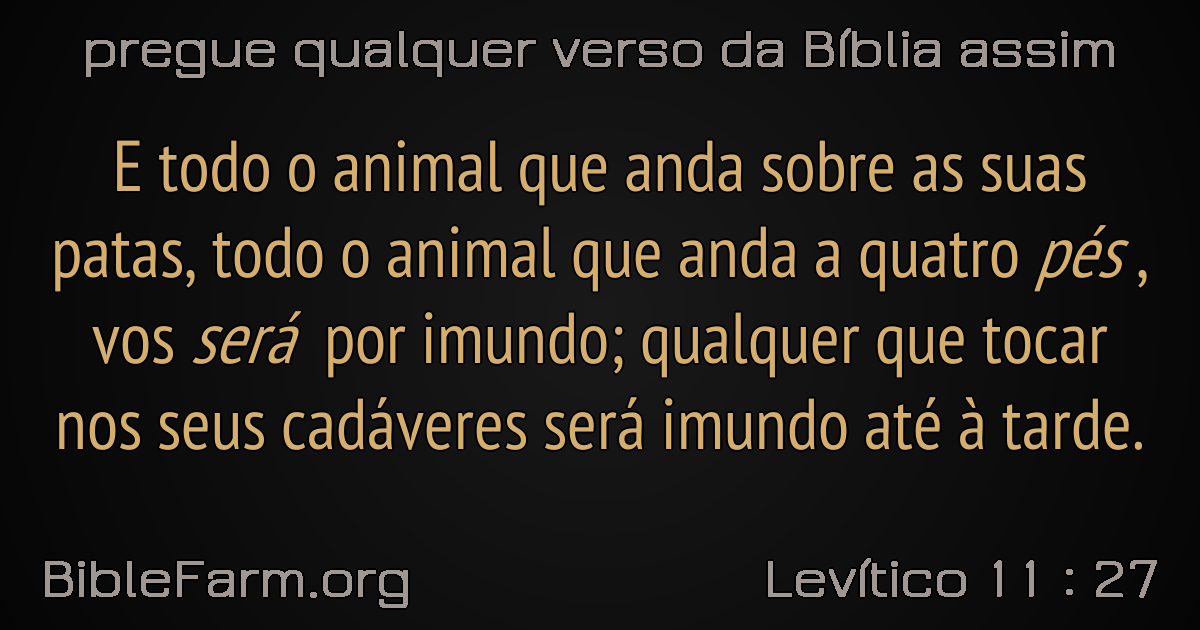 pregue qualquer verso da Bíblia assim
E todo o animal que anda sobre as suas
patas, todo o animal que anda a quatro pés ,
vos será por imundo; qualquer que tocar
nos seus cadáveres será imundo até à tarde.
BibleFarm.org
Levítico 11 : 27